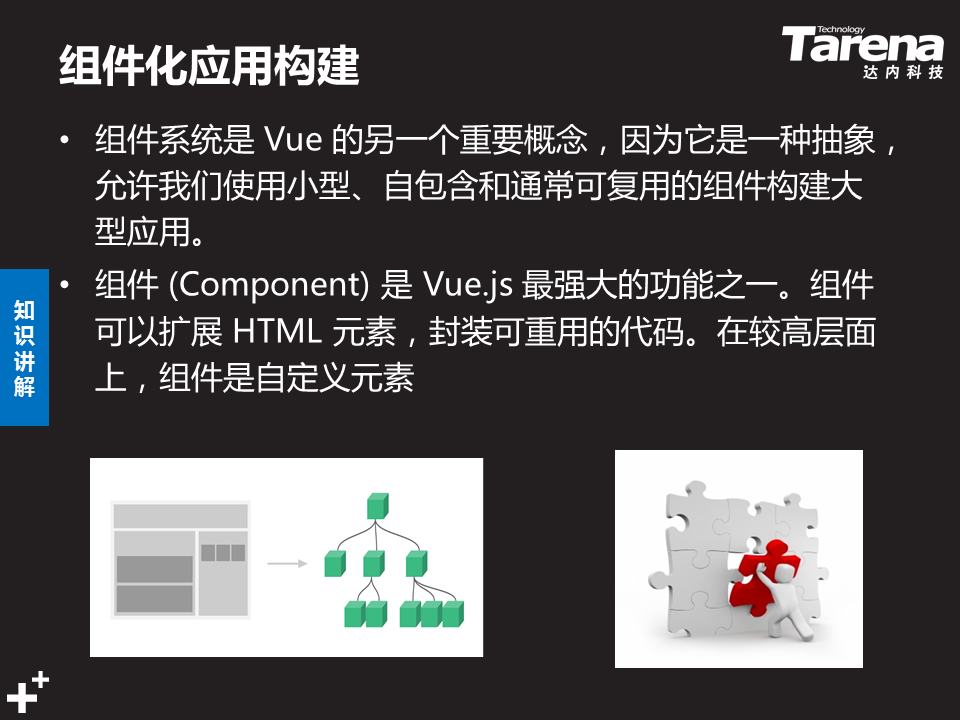 组件化应用构建
Technology
Tarena
达内科技
• 组件系统是 Vue 的另一个重要概念，因为它是一种抽象，
允许我们使用小型、自包含和通常可复用的组件构建大
型应用。
• 组件 (Component) 是 Vue.js 最强大的功能之一。组件
可以扩展 HTML 元素，封装可重用的代码。在较高层面
上，组件是自定义元素
知
识
讲
解